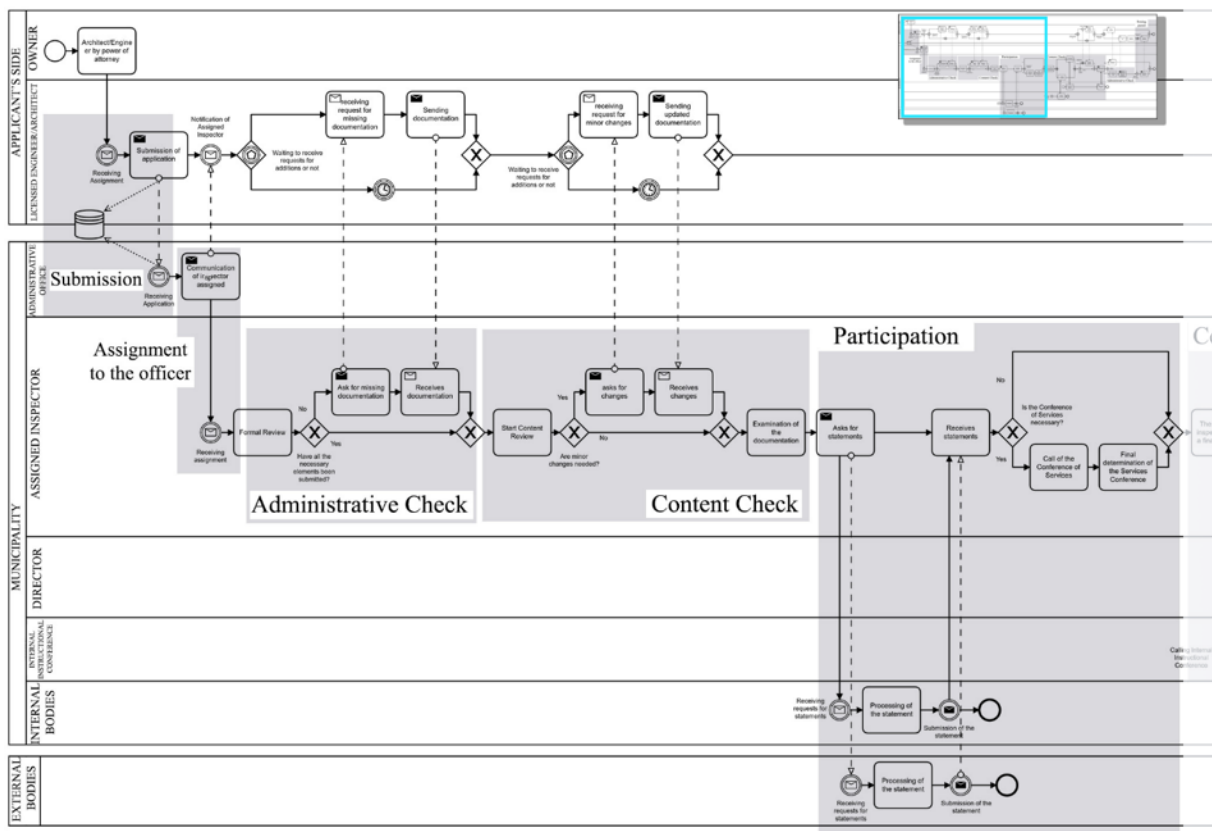 APPLICANT'S SIDE
OWNER
Architect/Engine
er by power of
attorney
LICENSED ENGINEER/ARCHITECT
Receiving
Assignment
Submission of
application
Notification of
Assigned
Inspector
Waiting to receive
requests for
additions or not
receiving
request for
missing
documentation
Sending
documentation
Waiting to receive
requests for
additions or not
receiving
request for
minor changes
Sending
updated
documentation
MUNICIPALITY
ADMINISTRATIVE
OFFICE
Submission
Receiving
Application
Communication
of inspector
assigned
Assignment
to the officer
ASSIGNED INSPECTOR
Receiving
assignment
Formal Review
No
Yes
Have all the
necessary
elements been
submitted?
Ask for missing
documentation
Receives
documentation
Administrative Check
Start Content
Review
Yes
No
Are minor
changes needed?
asks for
changes
Receives
changes
Examination of
the
documentation
Content Check
Participation
Asks for
statements
Receives
statements
No
Is the Conference
of Services
necessary?
Yes
Call of the
Conference of
Services
Final
determination of
the Services
Conference
DIRECTOR
INTERNAL
INSTRUCTIONAL
CONFERENCE
INTERNAL
BODIES
Receiving
requests for
statements
Processing of
the statement
Submission of the
statement
EXTERNAL
BODIES
Receiving
requests for
statements
Processing of
the statement
Submission of the
statement